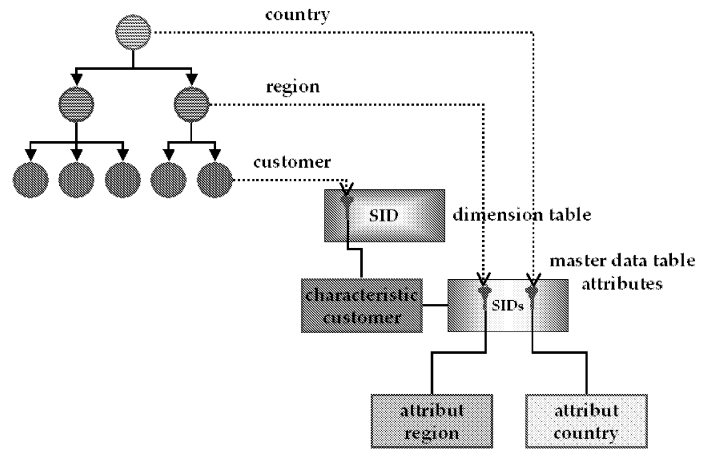 country
region
customer
SID
dimension table
master data table
attributes
characteristic
customer
SIDs
attribut
region
attribut
country